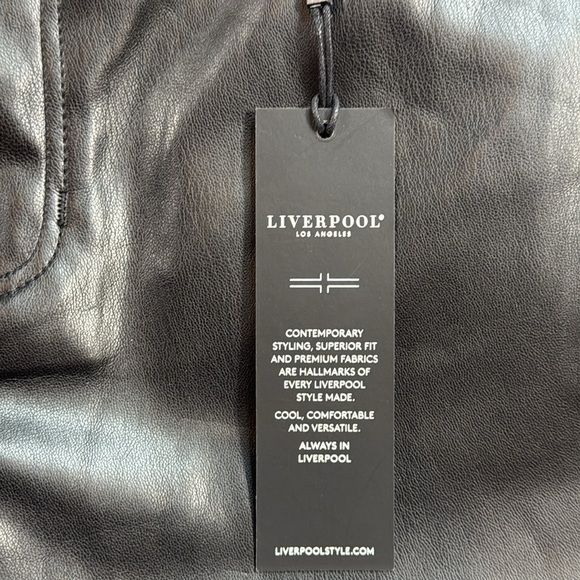 LIVERPOOL®
LOS ANGELES
CONTEMPORARY
STYLING, SUPERIOR FIT
AND PREMIUM FABRICS
ARE HALLMARKS OF
EVERY LIVERPOOL
STYLE MADE.
COOL, COMFORTABLE
AND VERSATILE.
ALWAYS IN
LIVERPOOL
LIVERPOOLSTYLE.COM